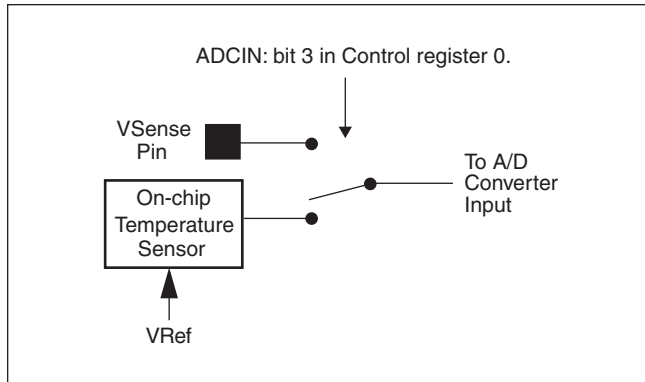 ADCIN: bit 3 in Control register 0.
VSense
Pin
To A/D
Converter
Input
On-chip
Temperature
Sensor
VRef